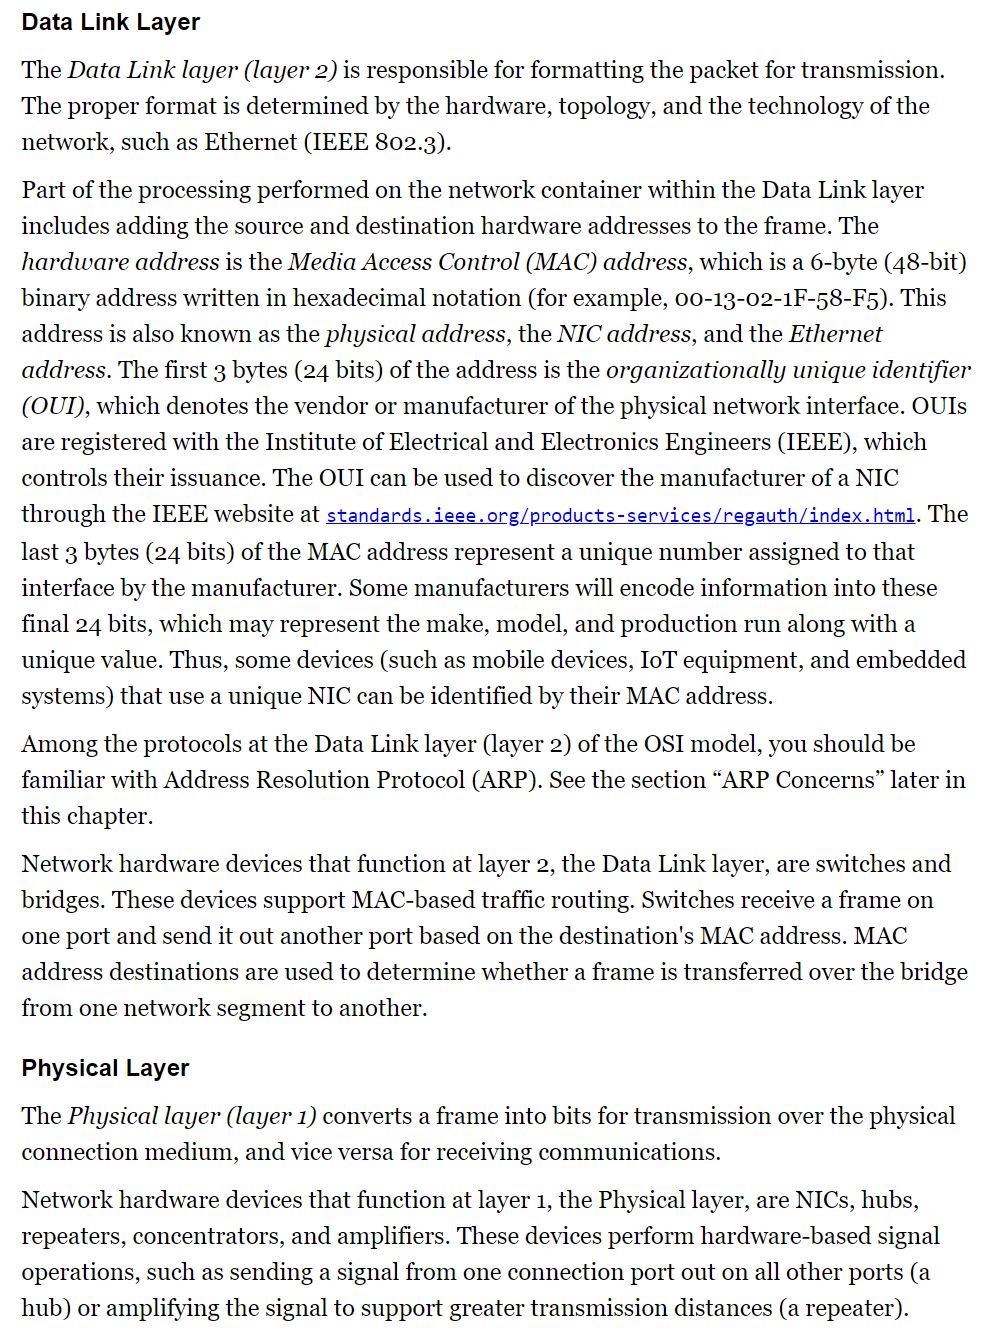 Data Link Layer
The Data Link layer (layer 2) is responsible for formatting the packet for transmission.
The proper format is determined by the hardware, topology, and the technology of the
network, such as Ethernet (IEEE 802.3).
Part of the processing performed on the network container within the Data Link layer
includes adding the source and destination hardware addresses to the frame. The
hardware address is the Media Access Control (MAC) address, which is a 6-byte (48-bit)
binary address written in hexadecimal notation (for example, 00-13-02-1F-58-F5). This
address is also known as the physical address, the NIC address, and the Ethernet
address. The first 3 bytes (24 bits) of the address is the organizationally unique identifier
(OUI), which denotes the vendor or manufacturer of the physical network interface. OUIs
are registered with the Institute of Electrical and Electronics Engineers (IEEE), which
controls their issuance. The OUI can be used to discover the manufacturer of a NIC
through the IEEE website at standards.ieee.org/products-services/regauth/index.html. The
last 3 bytes (24 bits) of the MAC address represent a unique number assigned to that
interface by the manufacturer. Some manufacturers will encode information into these
final 24 bits, which may represent the make, model, and production run along with a
unique value. Thus, some devices (such as mobile devices, IoT equipment, and embedded
systems) that use a unique NIC can be identified by their MAC address.
Among the protocols at the Data Link layer (layer 2) of the OSI model, you should be
familiar with Address Resolution Protocol (ARP). See the section “ARP Concerns” later in
this chapter.
Network hardware devices that function at layer 2, the Data Link layer, are switches and
bridges. These devices support MAC-based traffic routing. Switches receive a frame on
one port and send it out another port based on the destination's MAC address. MAC
address destinations are used to determine whether a frame is transferred over the bridge
from one network segment to another.
Physical Layer
The Physical layer (layer 1) converts a frame into bits for transmission over the physical
connection medium, and vice versa for receiving communications.
Network hardware devices that function at layer 1, the Physical layer, are NICs, hubs,
repeaters, concentrators, and amplifiers. These devices perform hardware-based signal
operations, such as sending a signal from one connection port out on all other ports (a
hub) or amplifying the signal to support greater transmission distances (a repeater).